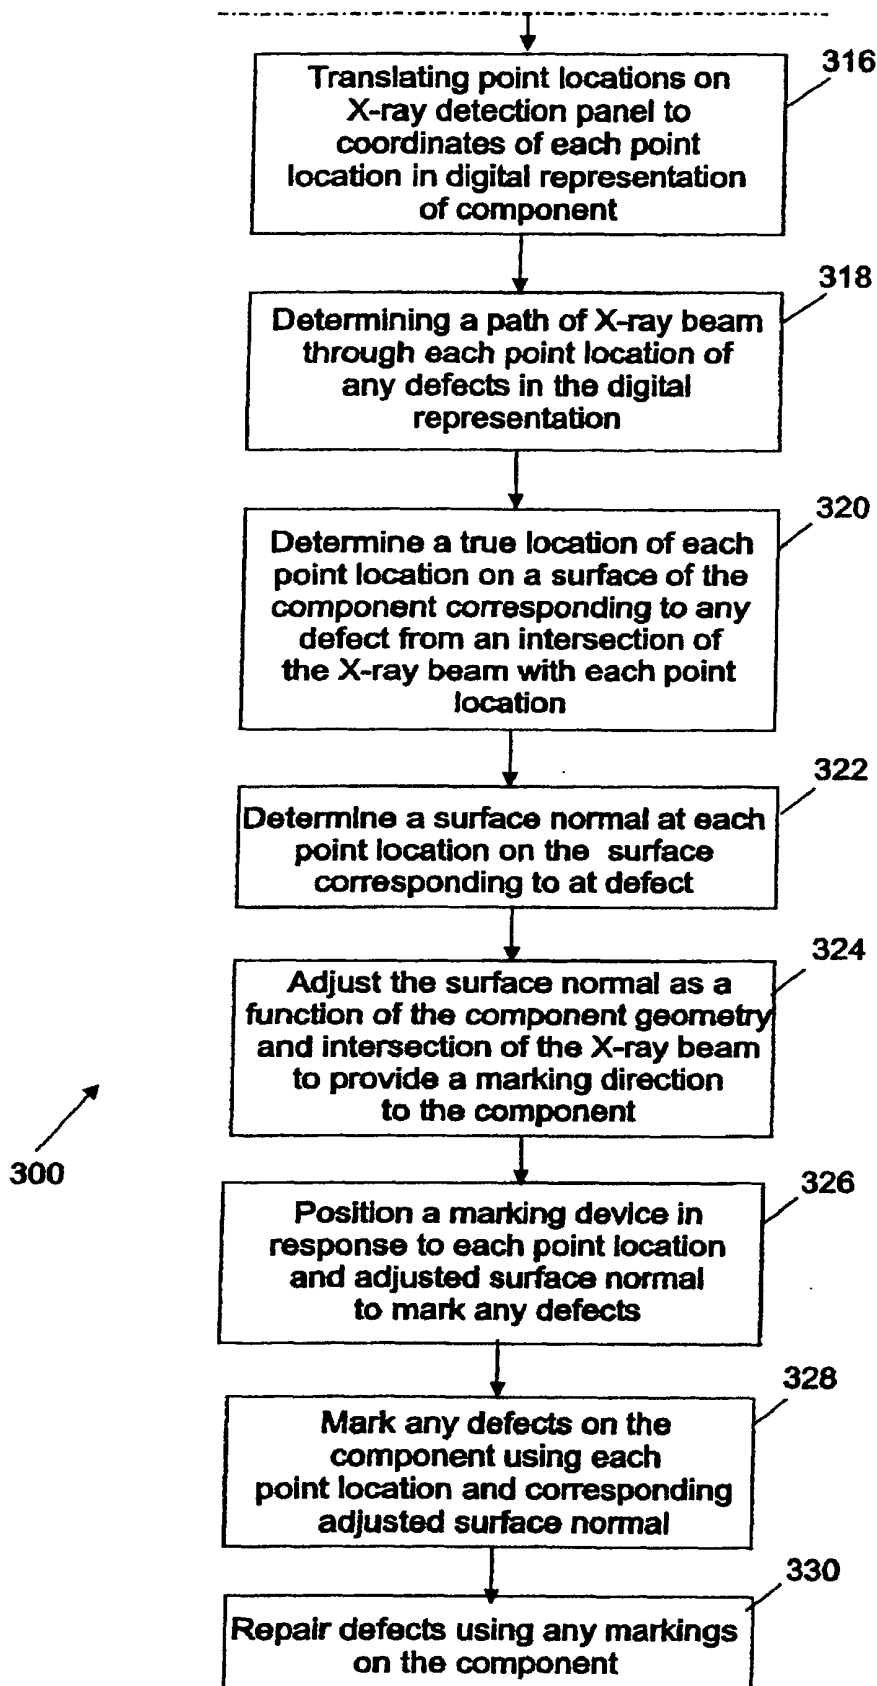 316
Translating point locations on
X-ray detection panel to
coordinates of each point
location in digital representation
of component
318
Determining a path of X-ray beam
through each point location of
any defects in the digital
representation
320
Determine a true location of each
point location on a surface of the
component corresponding to any
defect from an intersection of
the X-ray beam with each point
location
322
Determine a surface normal at each
point location on the surface
corresponding to at defect
324
Adjust the surface normal as a
function of the component geometry
and intersection of the X-ray beam
to provide a marking direction
to the component
300
326
Position a marking device in
response to each point location
and adjusted surface normal
to mark any defects
328
Mark any defects on the
component using each
point location and corresponding
adjusted surface normal
330
Repair defects using any markings
on the component